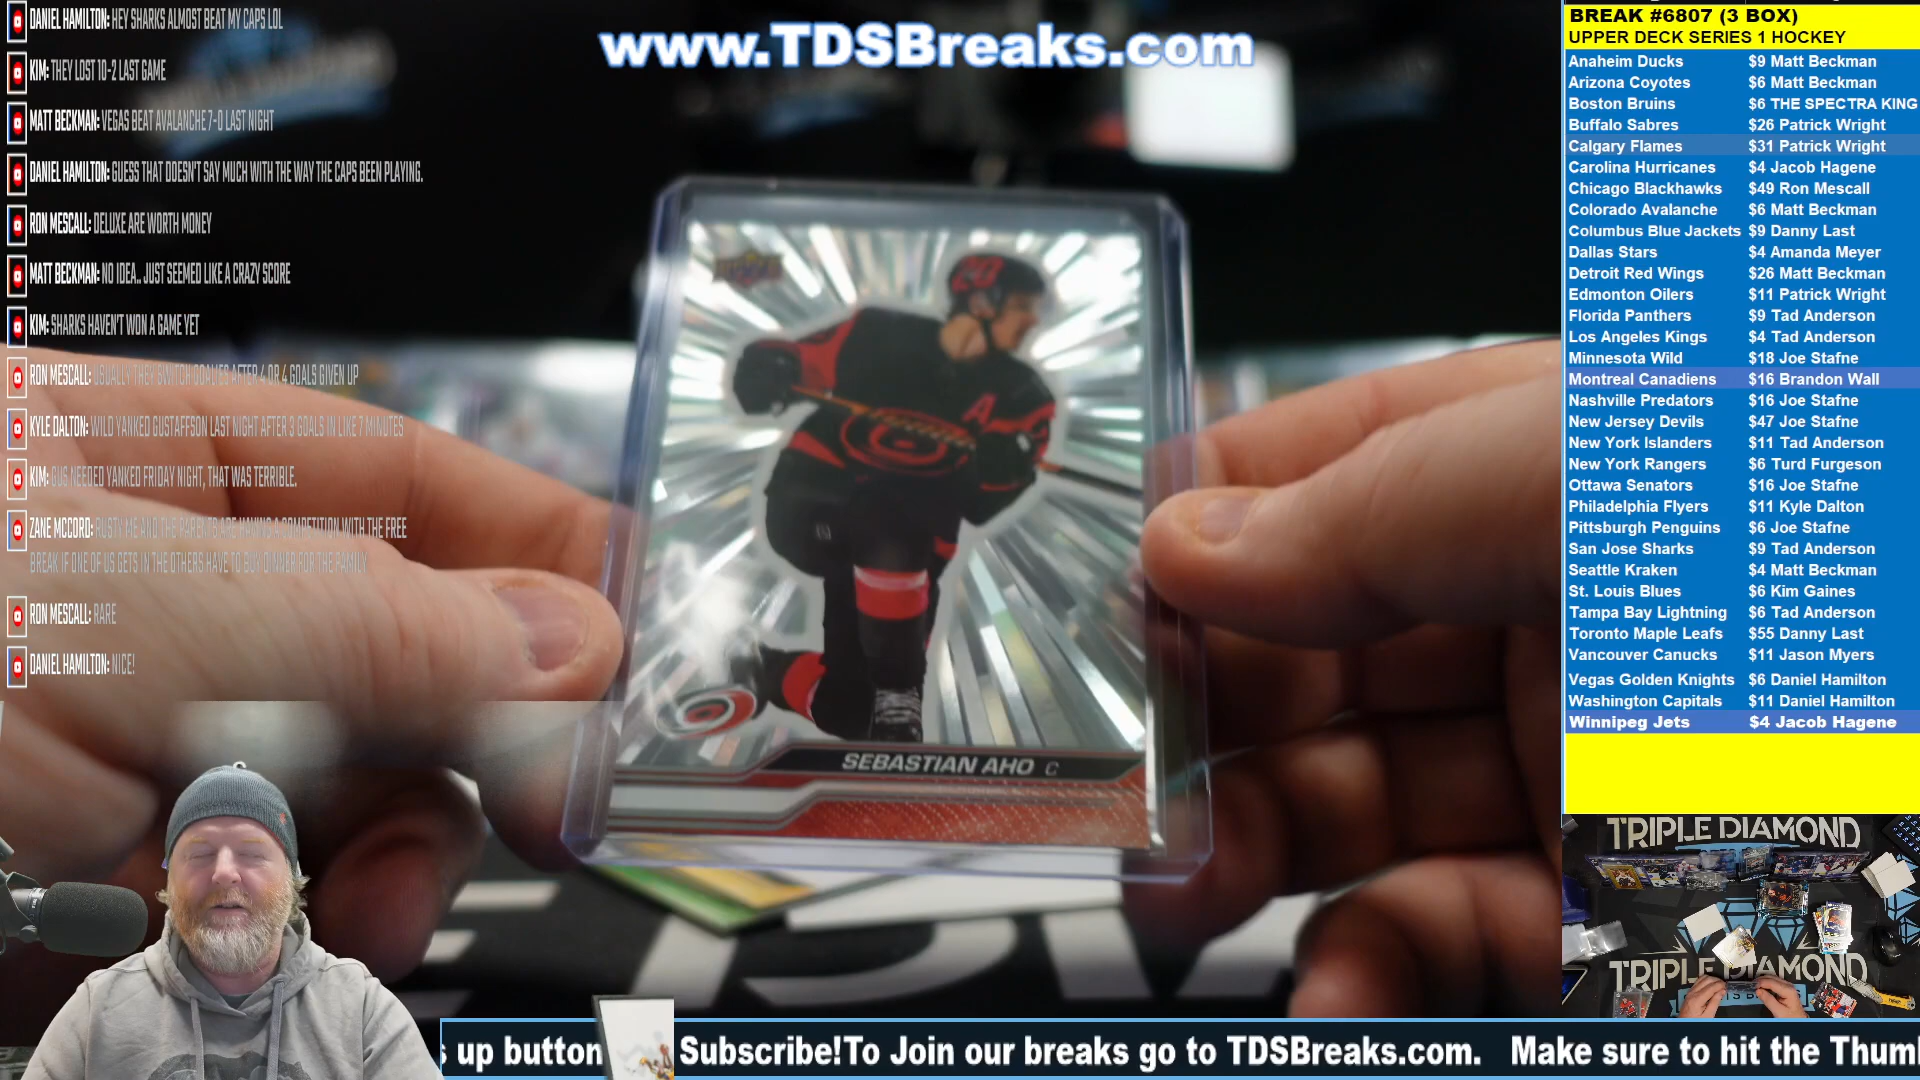 DANIEL HAMILTON: HEY SHARKS ALMOST BEAT MY CAPS LOL
KIM: THEY LOST 10-2 LAST GAME
MATT BECKMAN: VEGAS BEAT AVALANCHE 7-0 LAST NIGHT
DANIEL HAMILTON: GUESS THAT DOESN'T SAY MUCH WITH THE WAY THE CAPS BEEN PLAYING.
RON MESCALL: DELUXE ARE WORTH MONEY
MATT BECKMAN: NO IDEA.. JUST SEEMED LIKE A CRAZY SCORE
KIM: SHARKS HAVEN'T WON A GAME YET
RON MESCALL: USUALLY THEY SWITCH GOALIES AFTER 4 OR 4 GOALS GIVEN UP
KYLE DALTON: WILD YANKED GUSTAFFSON LAST NIGHT AFTER 3 GOALS IN LIKE 7 MINUTES
KIM: GUS NEEDED YANKED FRIDAY NIGHT, THAT WAS TERRIBLE.
ZANE MCCORD: RUSTY ME AND THE PARENTS ARE HAVING A COMPETITION WITH THE FREE
BREAK IF ONE OF US GETS IN THE OTHERS HAVE TO BUY DINNER FOR THE FAMILY
RON MESCALL: RARE
DANIEL HAMILTON: NICE!
www.TDSBreaks.com
20
A
SEBASTIAN AHO C
BREAK #6807 (3 BOX)
UPPER DECK SERIES 1 HOCKEY
Anaheim Ducks $9 Matt Beckman
Arizona Coyotes $6 Matt Beckman
Boston Bruins $6 THE SPECTRA KING
Buffalo Sabres $26 Patrick Wright
Calgary Flames $31 Patrick Wright
Carolina Hurricanes $4 Jacob Hagene
Chicago Blackhawks $49 Ron Mescall
Colorado Avalanche $6 Matt Beckman
Columbus Blue Jackets $9 Danny Last
Dallas Stars $4 Amanda Meyer
Detroit Red Wings $26 Matt Beckman
Edmonton Oilers $11 Patrick Wright
Florida Panthers $9 Tad Anderson
Los Angeles Kings $4 Tad Anderson
Minnesota Wild $18 Joe Stafne
Montreal Canadiens $16 Brandon Wall
Nashville Predators $16 Joe Stafne
New Jersey Devils $47 Joe Stafne
New York Islanders $11 Tad Anderson
New York Rangers $6 Turd Furgeson
Ottawa Senators $16 Joe Stafne
Philadelphia Flyers $11 Kyle Dalton
Pittsburgh Penguins $6 Joe Stafne
San Jose Sharks $9 Tad Anderson
Seattle Kraken $4 Matt Beckman
St. Louis Blues $6 Kim Gaines
Tampa Bay Lightning $6 Tad Anderson
Toronto Maple Leafs $55 Danny Last
Vancouver Canucks $11 Jason Myers
Vegas Golden Knights $6 Daniel Hamilton
Washington Capitals $11 Daniel Hamilton
Winnipeg Jets $4 Jacob Hagene
TRIPLE DIAMOND
TRIPLE DIAMOND
s up button Subscribe!To Join our breaks go to TDSBreaks.com. Make sure to hit the Thum